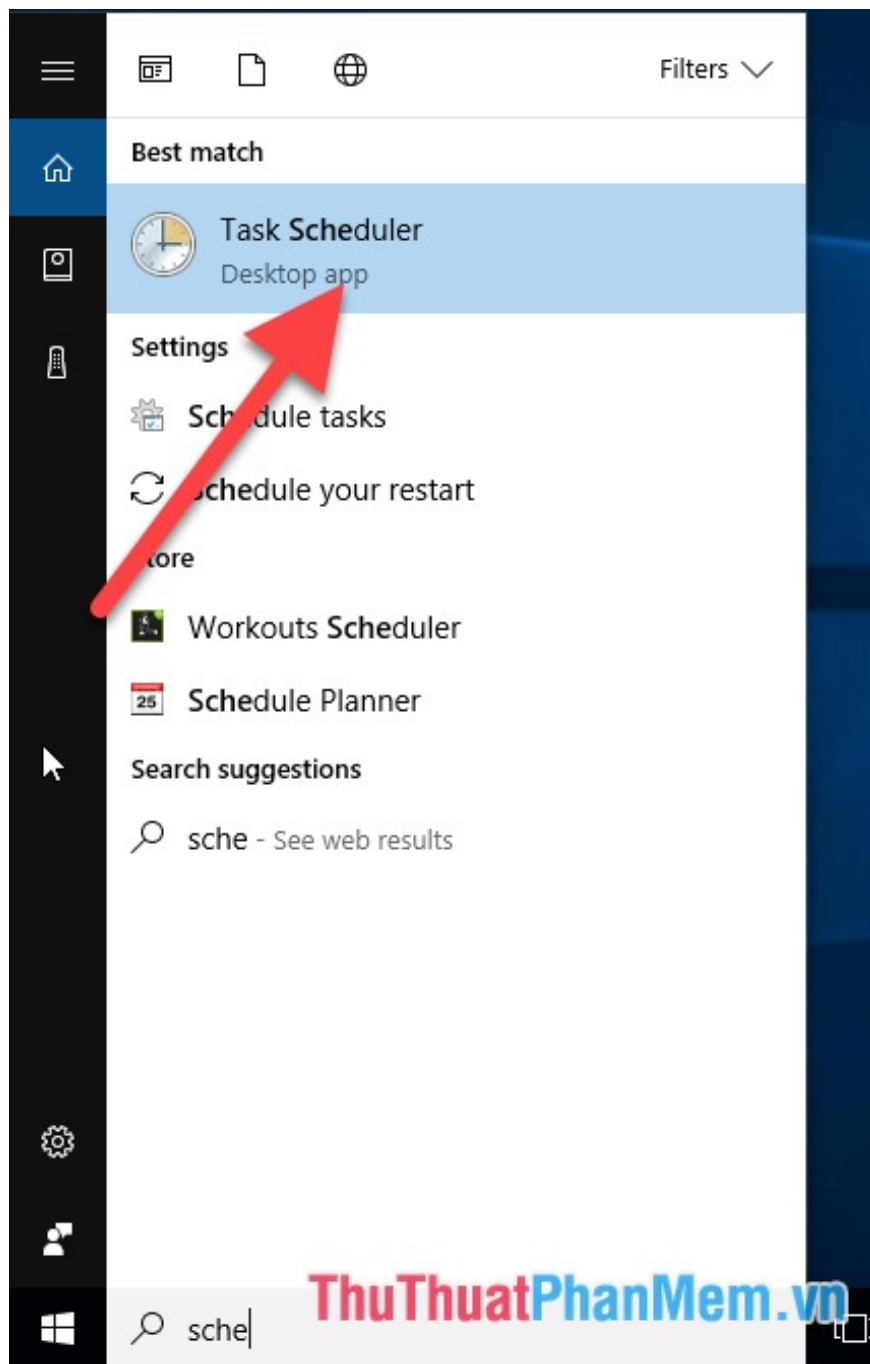 Filters
Best match
Task Scheduler
Desktop app
Settings
Schedule tasks
Schedule your restart
Store
Workouts Scheduler
25
Schedule Planner
Search suggestions
sche - See web results
sche
ThuThuatPhanMem.vn